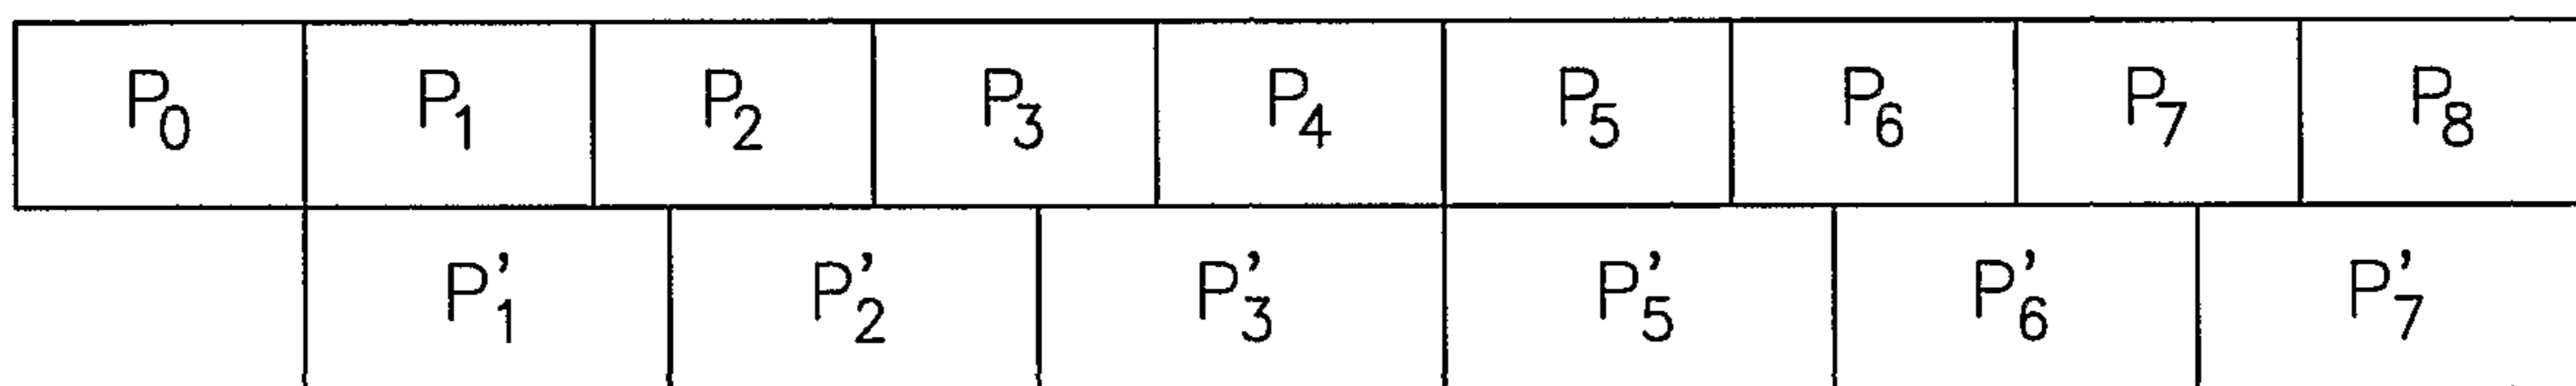 P₀ P₁ P₂ P₃ P₄ P₅ P₆ P₇ P₈
P'₁ P'₂ P'₃ P'₅ P'₆ P'₇